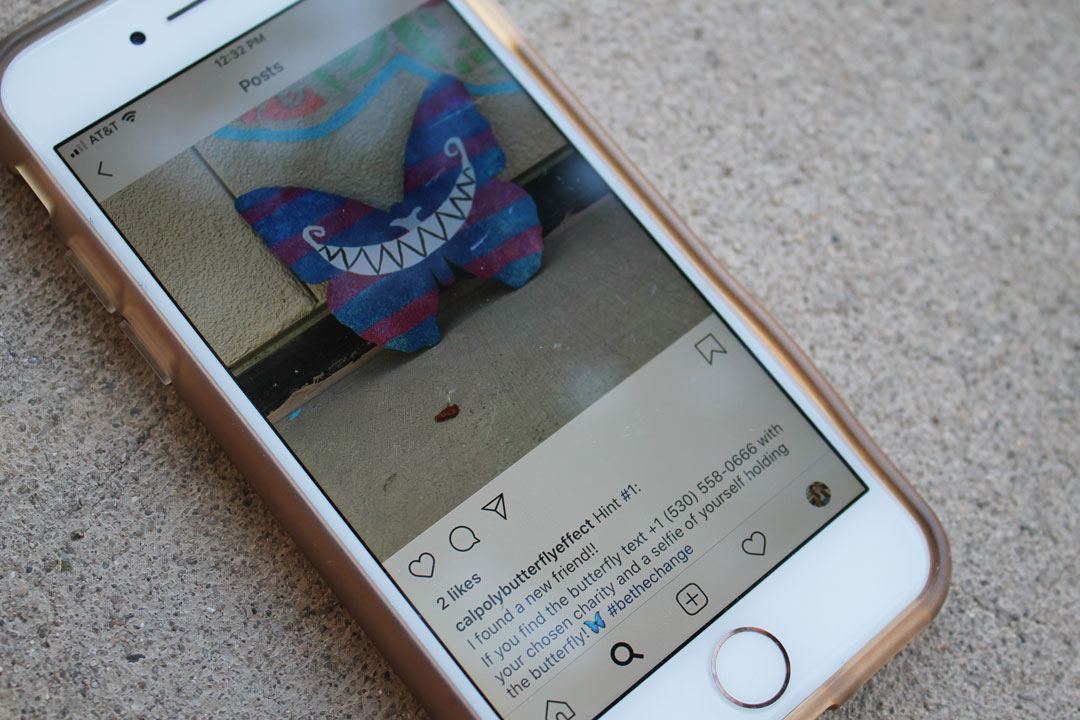 AT&T 12:32 PM
Posts
2 likes
calpolybutterflyeffect Hint #1:
I found a new friend!!
If you find the butterfly text +1 (530) 558-0666 with
your chosen charity and a selfie of yourself holding
the butterfly!🦋 #bethechange